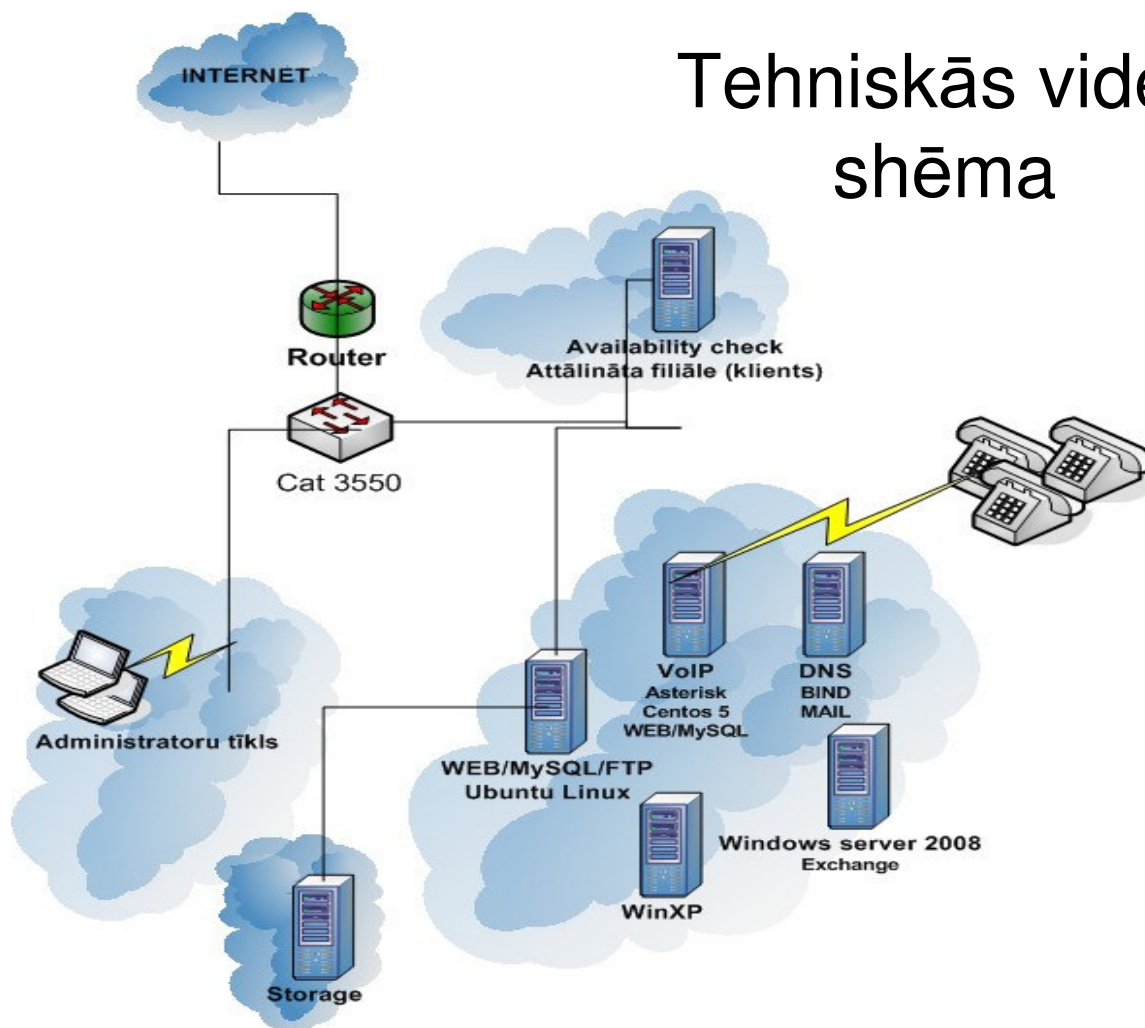 Tehniskās vide
shēma
INTERNET
Router
Cat 3550
Availability check
Attālināta filiāle (klients)
Administratoru tīkls
WEB/MySQL/FTP
Ubuntu Linux
VoIP
Asterisk
Centos 5
WEB/MySQL
DNS
BIND
MAIL
Windows server 2008
Exchange
WinXP
Storage